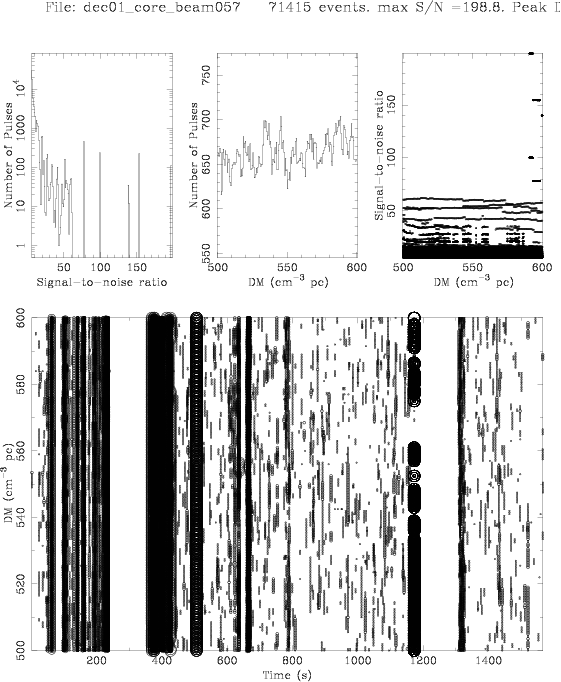 File: dec01_core_beam057 71415 events. max S/N =198.8. Peak D
Number of Pulses
10⁴
1000
100
10
1
50 100 150
Signal-to-noise ratio
Number of Pulses
750
700
650
600
550
500 550 600
DM (cm⁻³ pc)
Signal-to-noise ratio
150
100
50
500 550 600
DM (cm⁻³ pc)
DM (cm⁻³ pc)
600
580
560
540
520
500
200 400 600 800 1000 1200 1400
Time (s)